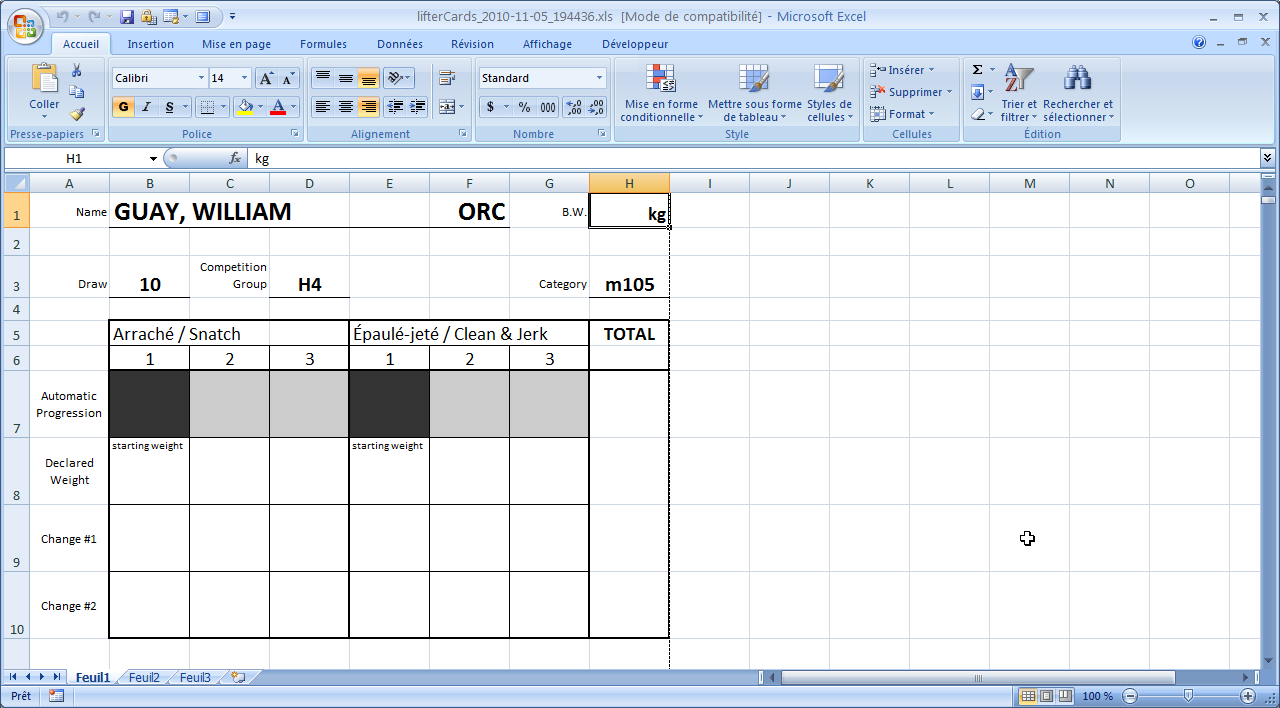 lifterCards_2010-11-05_194436.xls [Mode de compatibilité] - Microsoft Excel
Accueil Insertion Mise en page Formules Données Révision Affichage Développeur
Coller
Presse-papiers
Calibri 14
G I S
Police
Alignement
Standard
$ % 000
Nombre
Mise en forme conditionnelle
Mettre sous forme de tableau
Styles de cellules
Style
Insérer
Supprimer
Format
Cellules
Trier et filtrer
Rechercher et sélectionner
Édition
H1 fx kg
A B C D E F G H I J K L M N O
1 Name GUAY, WILLIAM ORC B.W. kg
2
3 Draw 10 Competition Group H4 Category m105
4
5 Arraché / Snatch Épaulé-jeté / Clean & Jerk TOTAL
6 1 2 3 1 2 3
7 Automatic Progression
8 Declared Weight starting weight starting weight
9 Change #1
10 Change #2
Feuil1 Feuil2 Feuil3
Prêt 100 %